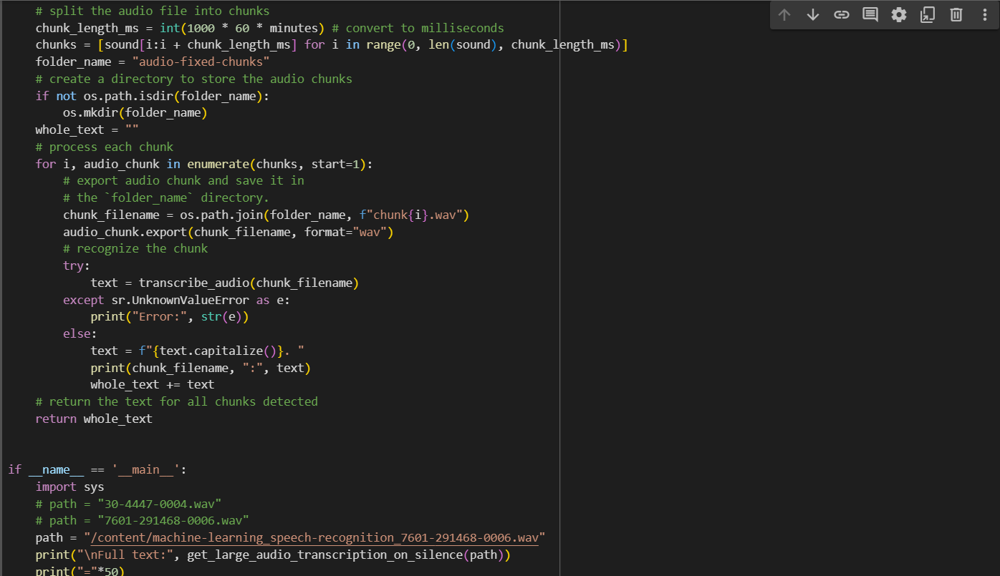 # split the audio file into chunks
    chunk_length_ms = int(1000 * 60 * minutes) # convert to milliseconds
    chunks = [sound[i:i + chunk_length_ms] for i in range(0, len(sound), chunk_length_ms)]
    folder_name = "audio-fixed-chunks"
    # create a directory to store the audio chunks
    if not os.path.isdir(folder_name):
        os.mkdir(folder_name)
    whole_text = ""
    # process each chunk
    for i, audio_chunk in enumerate(chunks, start=1):
        # export audio chunk and save it in
        # the `folder_name` directory.
        chunk_filename = os.path.join(folder_name, f"chunk{i}.wav")
        audio_chunk.export(chunk_filename, format="wav")
        # recognize the chunk
        try:
            text = transcribe_audio(chunk_filename)
        except sr.UnknownValueError as e:
            print("Error:", str(e))
        else:
            text = f"{text.capitalize()}. "
            print(chunk_filename, ":", text)
            whole_text += text
    # return the text for all chunks detected
    return whole_text


if __name__ == '__main__':
    import sys
    # path = "30-4447-0004.wav"
    # path = "7601-291468-0006.wav"
    path = "/content/machine-learning_speech-recognition_7601-291468-0006.wav"
    print("\nFull text:", get_large_audio_transcription_on_silence(path))
    print("="*50)